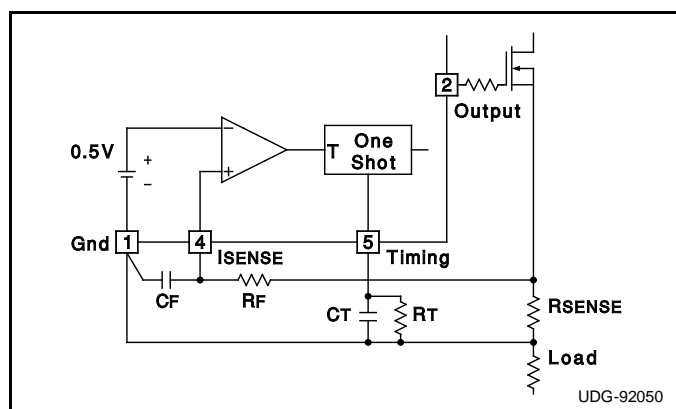 2
Output
0.5V
+
−
−
+
T
One
Shot
Gnd
1
4
ISENSE
5
Timing
CF
RF
CT
RT
RSENSE
Load
UDG-92050